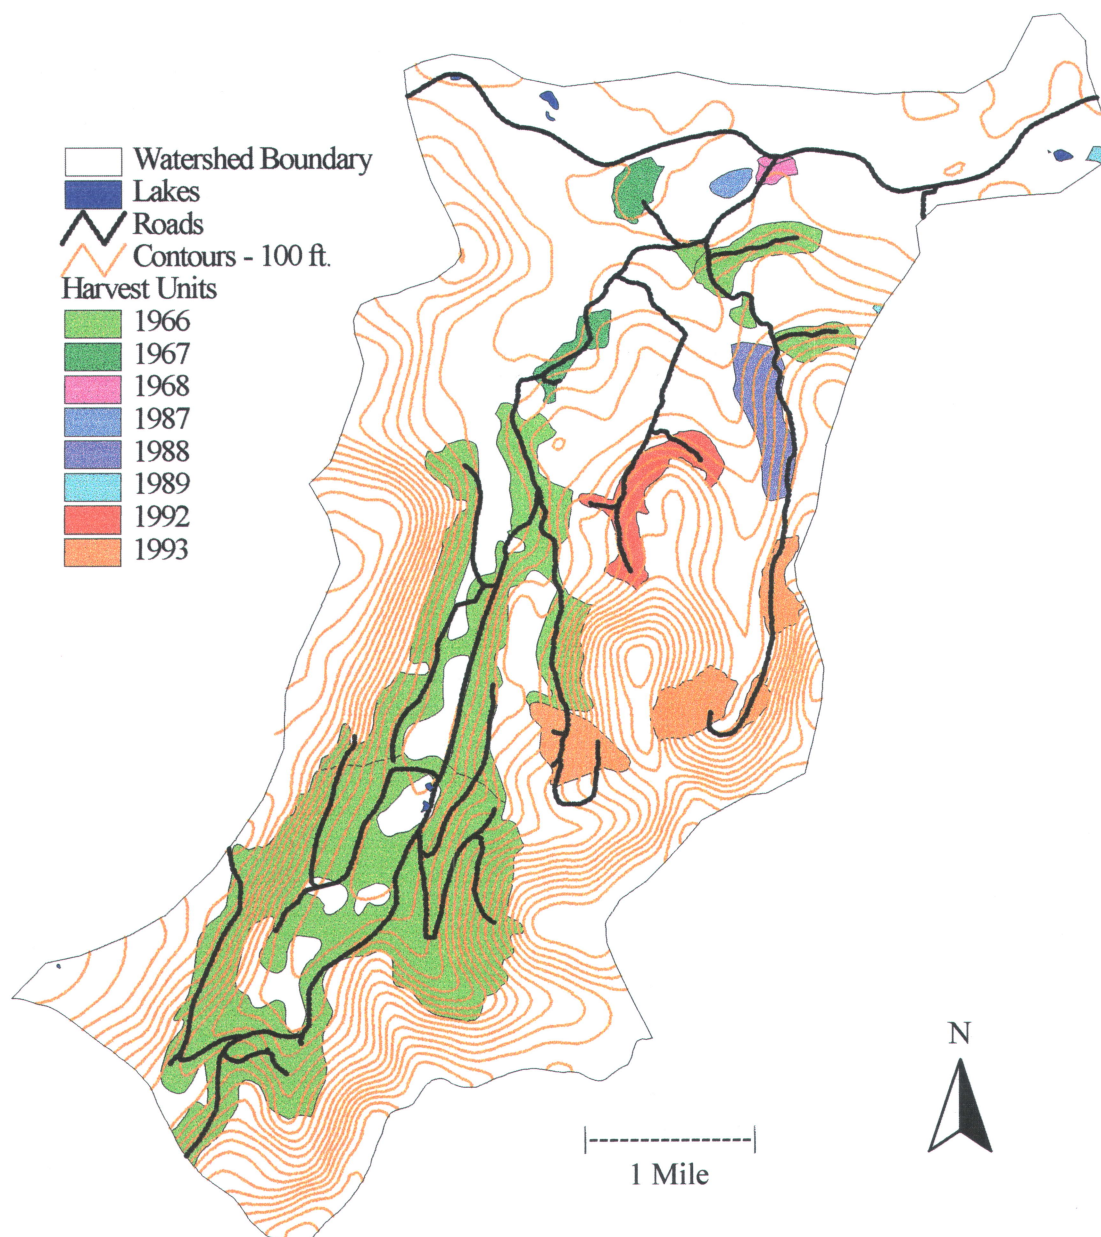 Watershed Boundary
Lakes
Roads
Contours - 100 ft.
Harvest Units
1966
1967
1968
1987
1988
1989
1992
1993
N
1 Mile